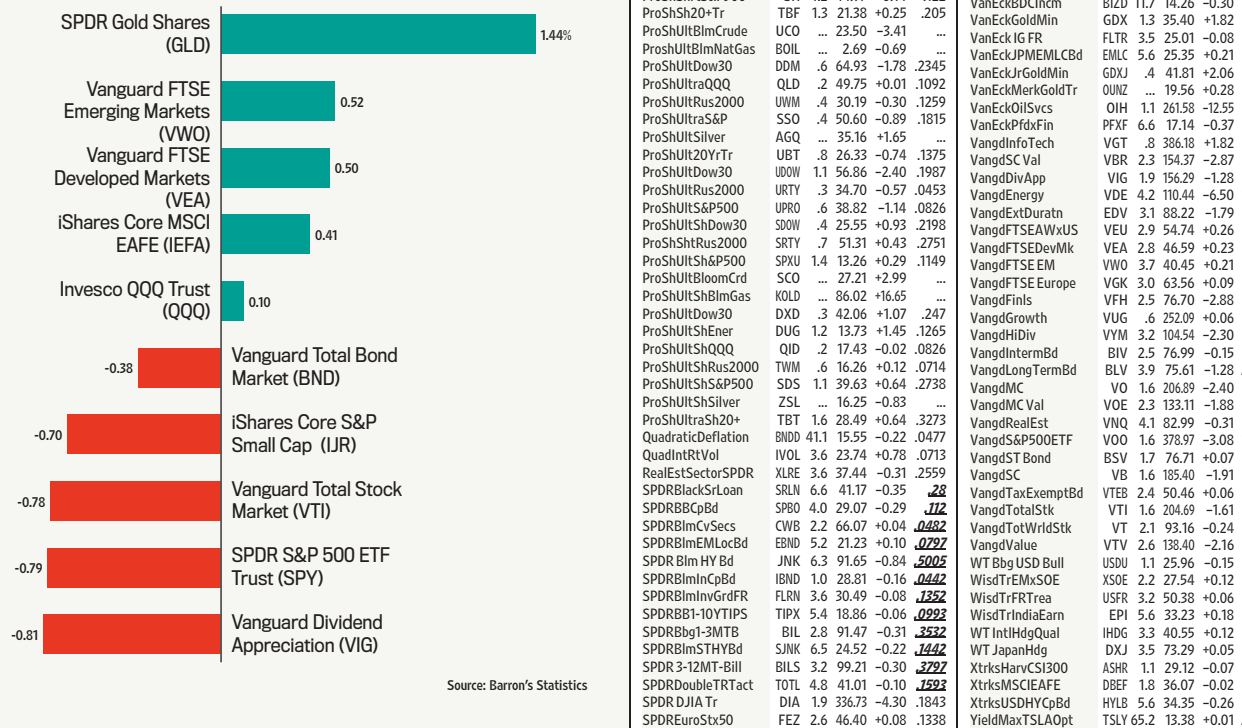 SPDR Gold Shares
(GLD)
1.44%
Vanguard FTSE
Emerging Markets
(VWO)
0.52
Vanguard FTSE
Developed Markets
(VEA)
0.50
iShares Core MSCI
EAFE (IEFA)
0.41
Invesco QQQ Trust
(QQQ)
0.10
-0.38
Vanguard Total Bond
Market (BND)
-0.70
iShares Core S&P
Small Cap (IJR)
-0.78
Vanguard Total Stock
Market (VTI)
-0.79
SPDR S&P 500 ETF
Trust (SPY)
-0.81
Vanguard Dividend
Appreciation (VIG)
Source: Barron's Statistics
ProShSh20+Tr TBF 1.3 21.38 +0.25 .205
ProShUltBlmCrude UCO ... 23.50 –3.41 ...
ProshUltBlmNatGas BOIL ... 2.69 –0.69 ...
ProShUltDow30 DDM .6 64.93 –1.78 .2345
ProShUltraQQQ QLD .2 49.75 +0.01 .1092
ProShUltRus2000 UWM .4 30.19 –0.30 .1259
ProShUltraS&P SSO .4 50.60 –0.89 .1815
ProShUltSilver AGQ ... 35.16 +1.65 ...
ProShUlt20YrTr UBT .8 26.33 –0.74 .1375
ProShUltDow30 UDOW 1.1 56.86 –2.40 .1987
ProShUltRus2000 URTY .3 34.70 –0.57 .0453
ProShUltS&P500 UPRO .6 38.82 –1.14 .0826
ProShUltShDow30 SDOW .4 25.55 +0.93 .2198
ProShShtRus2000 SRTY .7 51.31 +0.43 .2751
ProShUltSh&P500 SPXU 1.4 13.26 +0.29 .1149
ProShUltBloomCrd SCO ... 27.21 +2.99 ...
ProShUltShBlmGas KOLD ... 86.02 +16.65 ...
ProShUltDow30 DXD .3 42.06 +1.07 .247
ProShUltShEner DUG 1.2 13.73 +1.45 .1265
ProShUltShQQQ QID .2 17.43 –0.02 .0826
ProShUltShRus2000 TWM .6 16.26 +0.12 .0714
ProShUltShS&P500 SDS 1.1 39.63 +0.64 .2738
ProShUltShSilver ZSL ... 16.25 –0.83 ...
ProShUltraSh20+ TBT 1.6 28.49 +0.64 .3273
QuadraticDeflation BNDD 41.1 15.55 –0.22 .0477
QuadIntRtVol IVOL 3.6 23.74 +0.78 .0713
RealEstSectorSPDR XLRE 3.6 37.44 –0.31 .2559
SPDRBlackSrLoan SRLN 6.6 41.17 –0.35 .28
SPDRBBCpBd SPBO 4.0 29.07 –0.29 .112
SPDRBlmCvSecs CWB 2.2 66.07 +0.04 .0482
SPDRBlmEMLocBd EBND 5.2 21.23 +0.10 .0797
SPDR Blm HY Bd JNK 6.3 91.65 –0.84 .5005
SPDRBlmInCpBd IBND 1.0 28.81 –0.16 .0442
SPDRBlmInvGrdFR FLRN 3.6 30.49 –0.08 .1352
SPDRBB1-10YTIPS TIPX 5.4 18.86 –0.06 .0993
SPDRBbg1-3MTB BIL 2.8 91.47 –0.31 .3532
SPDRBlmSTHYBd SJNK 6.5 24.52 –0.22 .1442
SPDR 3-12MT-Bill BILS 3.2 99.21 –0.30 .3797
SPDRDoubleTRTact TOTL 4.8 41.01 –0.10 .1593
SPDR DJIA Tr DIA 1.9 336.73 –4.30 .1843
SPDREuroStx50 FEZ 2.6 46.40 +0.08 .1338
VanEckBDCIncm BIZD 11.7 14.26 –0.30
VanEckGoldMin GDX 1.3 35.40 +1.82
VanEck IG FR FLTR 3.5 25.01 –0.08
VanEckJPMEMLCBd EMLC 5.6 25.35 +0.21
VanEckJrGoldMin GDXJ .4 41.81 +2.06
VanEckMerkGoldTr OUNZ ... 19.56 +0.28
VanEckOilSvcs OIH 1.1 261.58 –12.55
VanEckPfdxFin PFXF 6.6 17.14 –0.37
VangdInfoTech VGT .8 386.18 +1.82
VangdSC Val VBR 2.3 154.37 –2.87
VangdDivApp VIG 1.9 156.29 –1.28
VangdEnergy VDE 4.2 110.44 –6.50
VangdExtDuratn EDV 3.1 88.22 –1.79
VangdFTSEAWxUS VEU 2.9 54.74 +0.26
VangdFTSEDevMk VEA 2.8 46.59 +0.23
VangdFTSE EM VWO 3.7 40.45 +0.21
VangdFTSE Europe VGK 3.0 63.56 +0.09
VangdFinls VFH 2.5 76.70 –2.88
VangdGrowth VUG .6 252.09 +0.06
VangdHiDiv VYM 3.2 104.54 –2.30
VangdIntermBd BIV 2.5 76.99 –0.15
VangdLongTermBd BLV 3.9 75.61 –1.28
VangdMC VO 1.6 206.89 –2.40
VangdMC Val VOE 2.3 133.11 –1.88
VangdRealEst VNQ 4.1 82.99 –0.31
VangdS&P500ETF VOO 1.6 378.97 –3.08
VangdST Bond BSV 1.7 76.71 +0.07
VangdSC VB 1.6 185.40 –1.91
VangdTaxExemptBd VTEB 2.4 50.46 +0.06
VangdTotalStk VTI 1.6 204.69 –1.61
VangdTotWrldStk VT 2.1 93.16 –0.24
VangdValue VTV 2.6 138.40 –2.16
WT Bbg USD Bull USDU 1.1 25.96 –0.15
WisdTrEMxSOE XSOE 2.2 27.54 +0.12
WisdTrFRTrea USFR 3.2 50.38 +0.06
WisdTrIndiaEarn EPI 5.6 33.23 +0.18
WT IntlHdgQual IHDG 3.3 40.55 +0.12
WT JapanHdg DXJ 3.5 73.29 +0.05
XtrksHarvCSI300 ASHR 1.1 29.12 –0.07
XtrksMSCIEAFE DBEF 1.8 36.07 –0.02
XtrksUSDHYCpBd HYLB 5.6 34.35 –0.26
YieldMaxTSLAOpt TSLY 65.2 13.38 +0.01